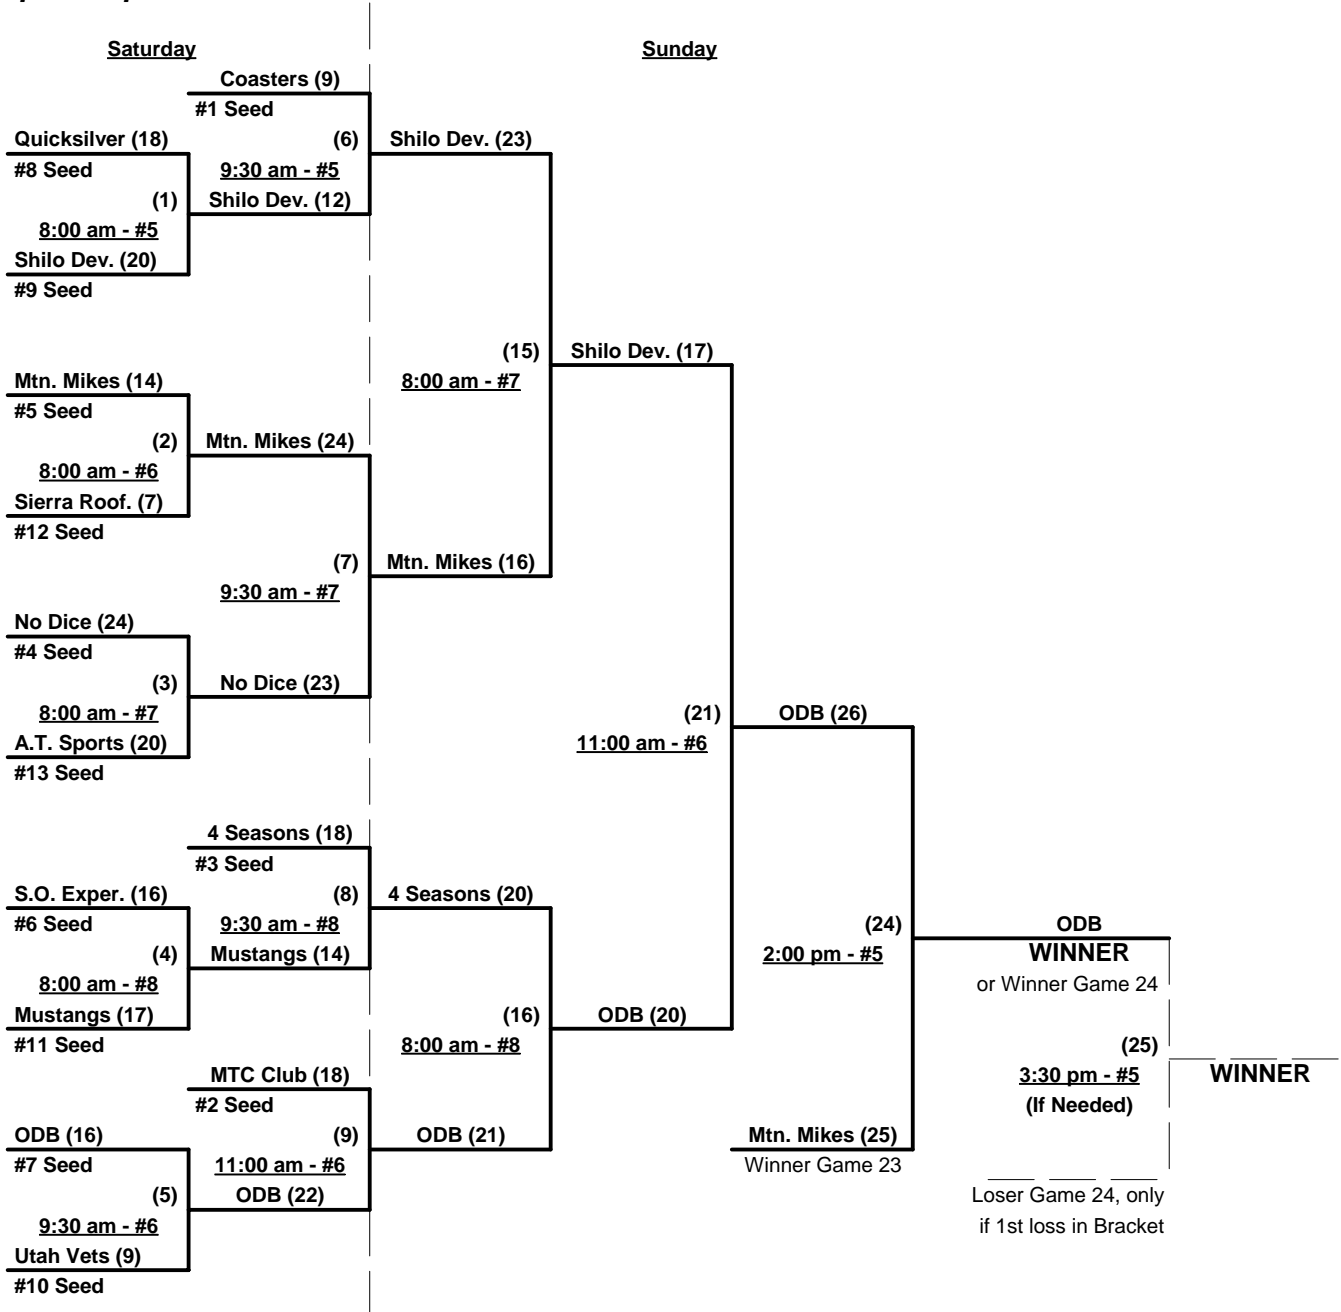 Saturday
Sunday
Coasters (9)
#1 Seed
Quicksilver (18)
(6)
Shilo Dev. (23)
#8 Seed
9:30 am - #5
(1)
Shilo Dev. (12)
8:00 am - #5
Shilo Dev. (20)
#9 Seed
(15)
Shilo Dev. (17)
Mtn. Mikes (14)
8:00 am - #7
#5 Seed
(2)
Mtn. Mikes (24)
8:00 am - #6
Sierra Roof. (7)
#12 Seed
(7)
Mtn. Mikes (16)
9:30 am - #7
No Dice (24)
#4 Seed
(3)
No Dice (23)
8:00 am - #7
(21)
ODB (26)
A.T. Sports (20)
11:00 am - #6
#13 Seed
4 Seasons (18)
#3 Seed
S.O. Exper. (16)
(8)
4 Seasons (20)
#6 Seed
9:30 am - #8
(24)
ODB
(4)
Mustangs (14)
2:00 pm - #5
WINNER
8:00 am - #8
or Winner Game 24
Mustangs (17)
(16)
ODB (20)
#11 Seed
8:00 am - #8
(25)
MTC Club (18)
3:30 pm - #5
WINNER
#2 Seed
(If Needed)
ODB (16)
(9)
ODB (21)
Mtn. Mikes (25)
#7 Seed
11:00 am - #6
Winner Game 23
(5)
ODB (22)
Loser Game 24, only
9:30 am - #6
if 1st loss in Bracket
Utah Vets (9)
#10 Seed